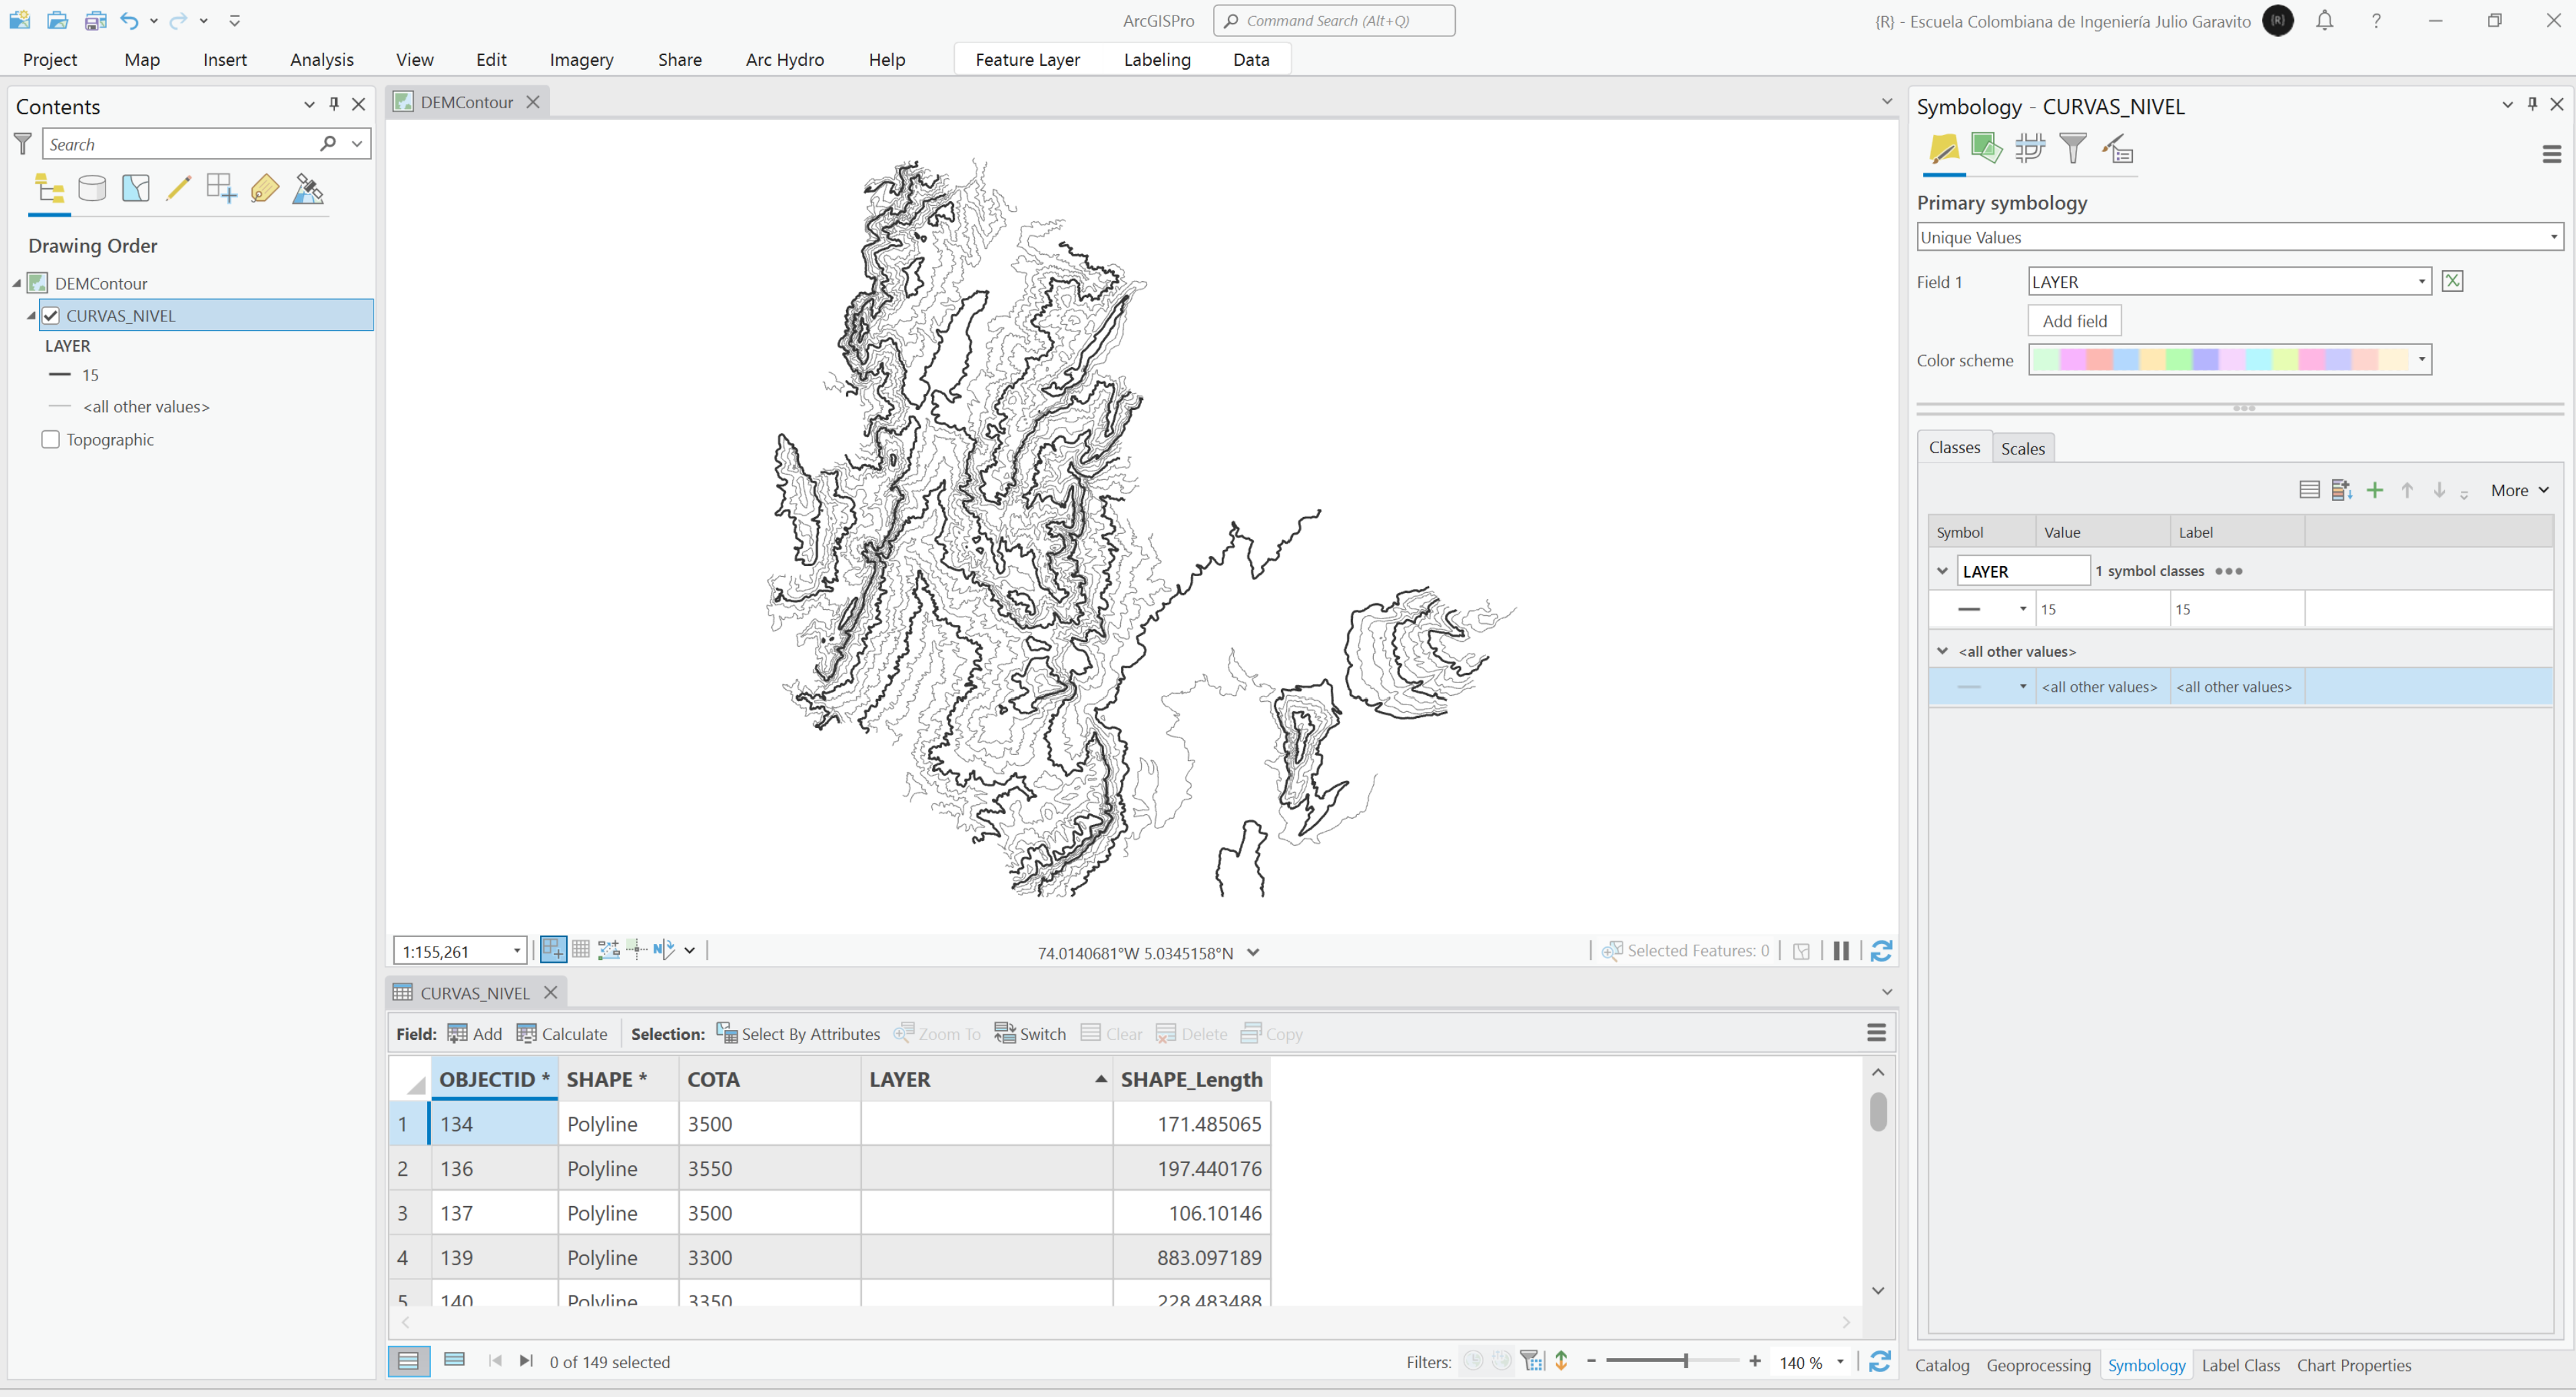 ArcGISPro
Command Search (Alt+Q)
{R} - Escuela Colombiana de Ingeniería Julio Garavito
{R}
?
Project Map Insert Analysis View Edit Imagery Share Arc Hydro Help Feature Layer Labeling Data
Contents
Search
Drawing Order
DEMContour
CURVAS_NIVEL
LAYER
15
<all other values>
Topographic
DEMContour
1:155,261
N
74.0140681°W 5.0345158°N
Selected Features: 0
CURVAS_NIVEL
Field: Add Calculate Selection: Select By Attributes Zoom To Switch Clear Delete Copy
OBJECTID * SHAPE * COTA LAYER SHAPE_Length
1 134 Polyline 3500 171.485065
2 136 Polyline 3550 197.440176
3 137 Polyline 3500 106.10146
4 139 Polyline 3300 883.097189
5 140 Polyline 3350 228.483488
0 of 149 selected
Filters:
140 %
Symbology - CURVAS_NIVEL
Primary symbology
Unique Values
Field 1 LAYER
Add field
Color scheme
Classes Scales
More
Symbol Value Label
LAYER 1 symbol classes
15 15
<all other values>
<all other values> <all other values>
Catalog Geoprocessing Symbology Label Class Chart Properties